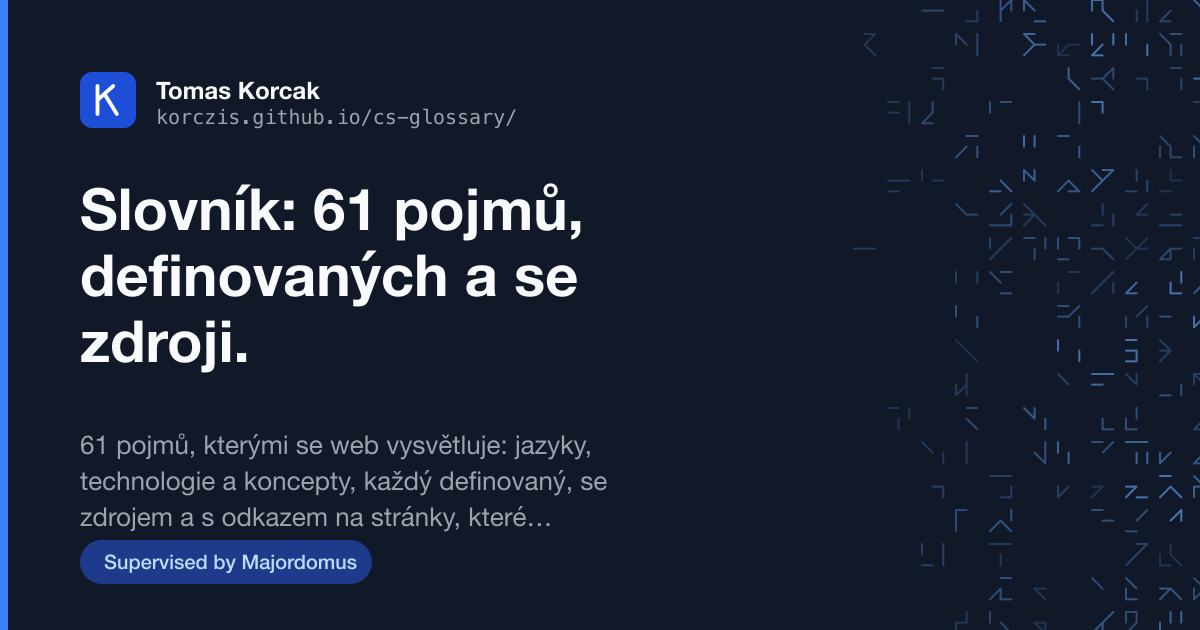 K
Tomas Korcak
korczis.github.io/cs-glossary/
Slovník: 61 pojmů,
definovaných a se
zdroji.
61 pojmů, kterými se web vysvětluje: jazyky,
technologie a koncepty, každý definovaný, se
zdrojem a s odkazem na stránky, které…
Supervised by Majordomus